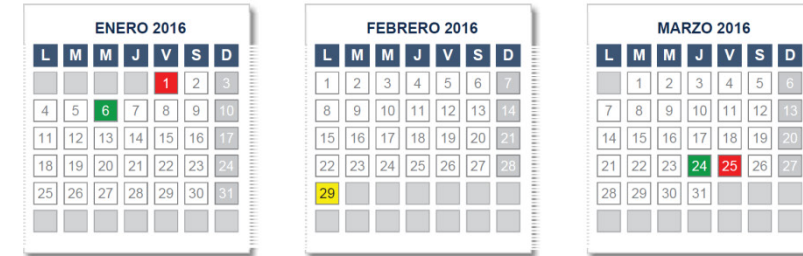 ENERO 2016
L M M J V S D
1 2 3
4 5 6 7 8 9 10
11 12 13 14 15 16 17
18 19 20 21 22 23 24
25 26 27 28 29 30 31
FEBRERO 2016
L M M J V S D
1 2 3 4 5 6 7
8 9 10 11 12 13 14
15 16 17 18 19 20 21
22 23 24 25 26 27 28
29
MARZO 2016
L M M J V S D
1 2 3 4 5 6
7 8 9 10 11 12 13
14 15 16 17 18 19 20
21 22 23 24 25 26 27
28 29 30 31